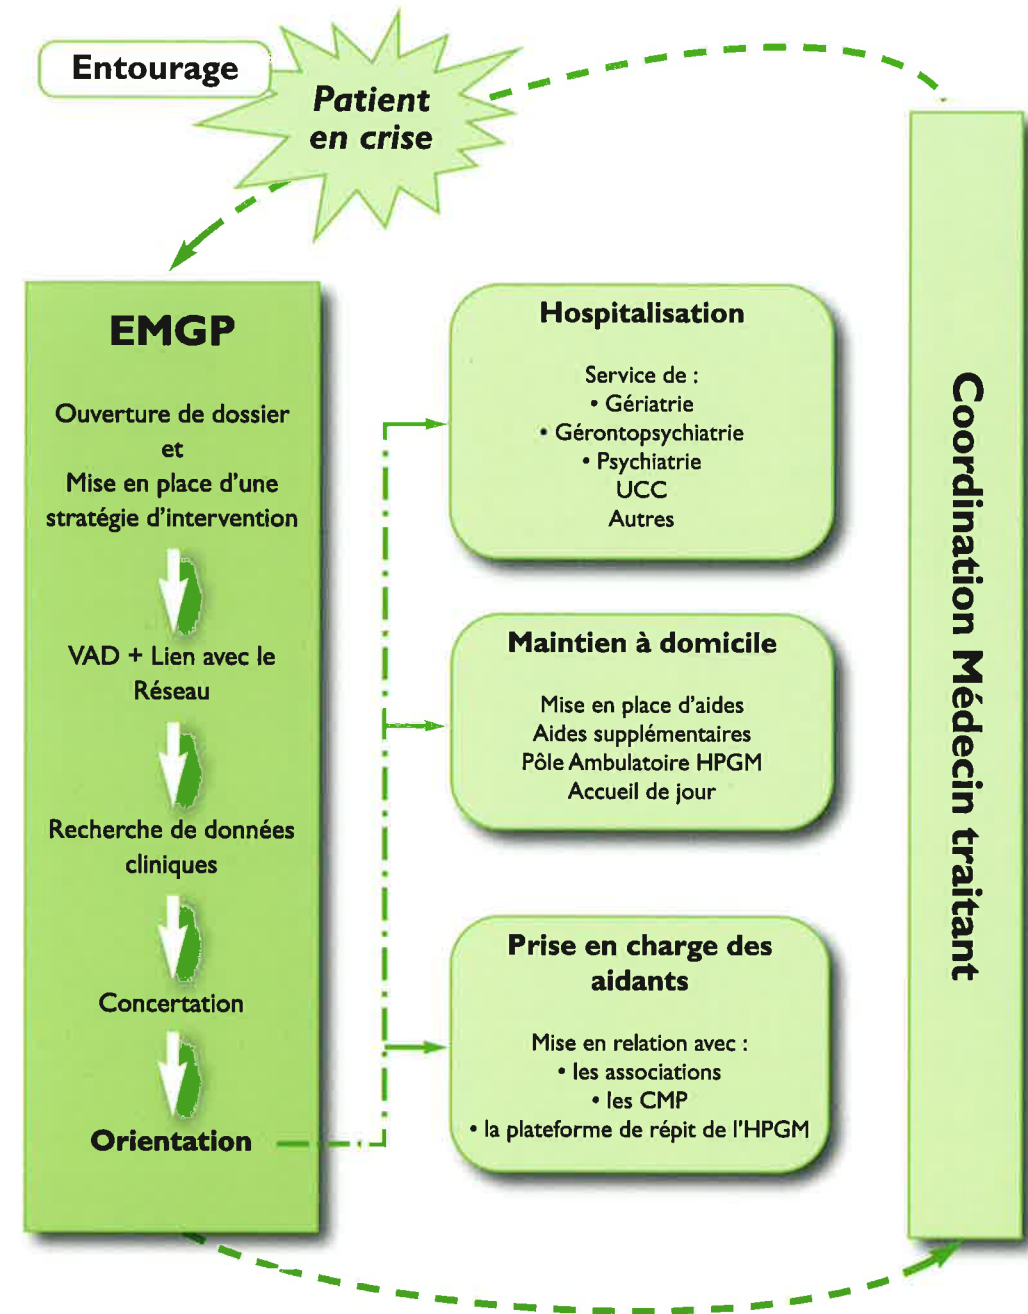 Entourage
Patient
en crise
EMGP
Ouverture de dossier
et
Mise en place d'une
stratégie d'intervention
VAD + Lien avec le
Réseau
Recherche de données
cliniques
Concertation
Orientation
Hospitalisation
Service de :
• Gériatrie
• Gérontopsychiatrie
• Psychiatrie
UCC
Autres
Maintien à domicile
Mise en place d'aides
Aides supplémentaires
Pôle Ambulatoire HPGM
Accueil de jour
Prise en charge des
aidants
Mise en relation avec :
• les associations
• les CMP
• la plateforme de répit de l'HPGM
Coordination Médecin traitant